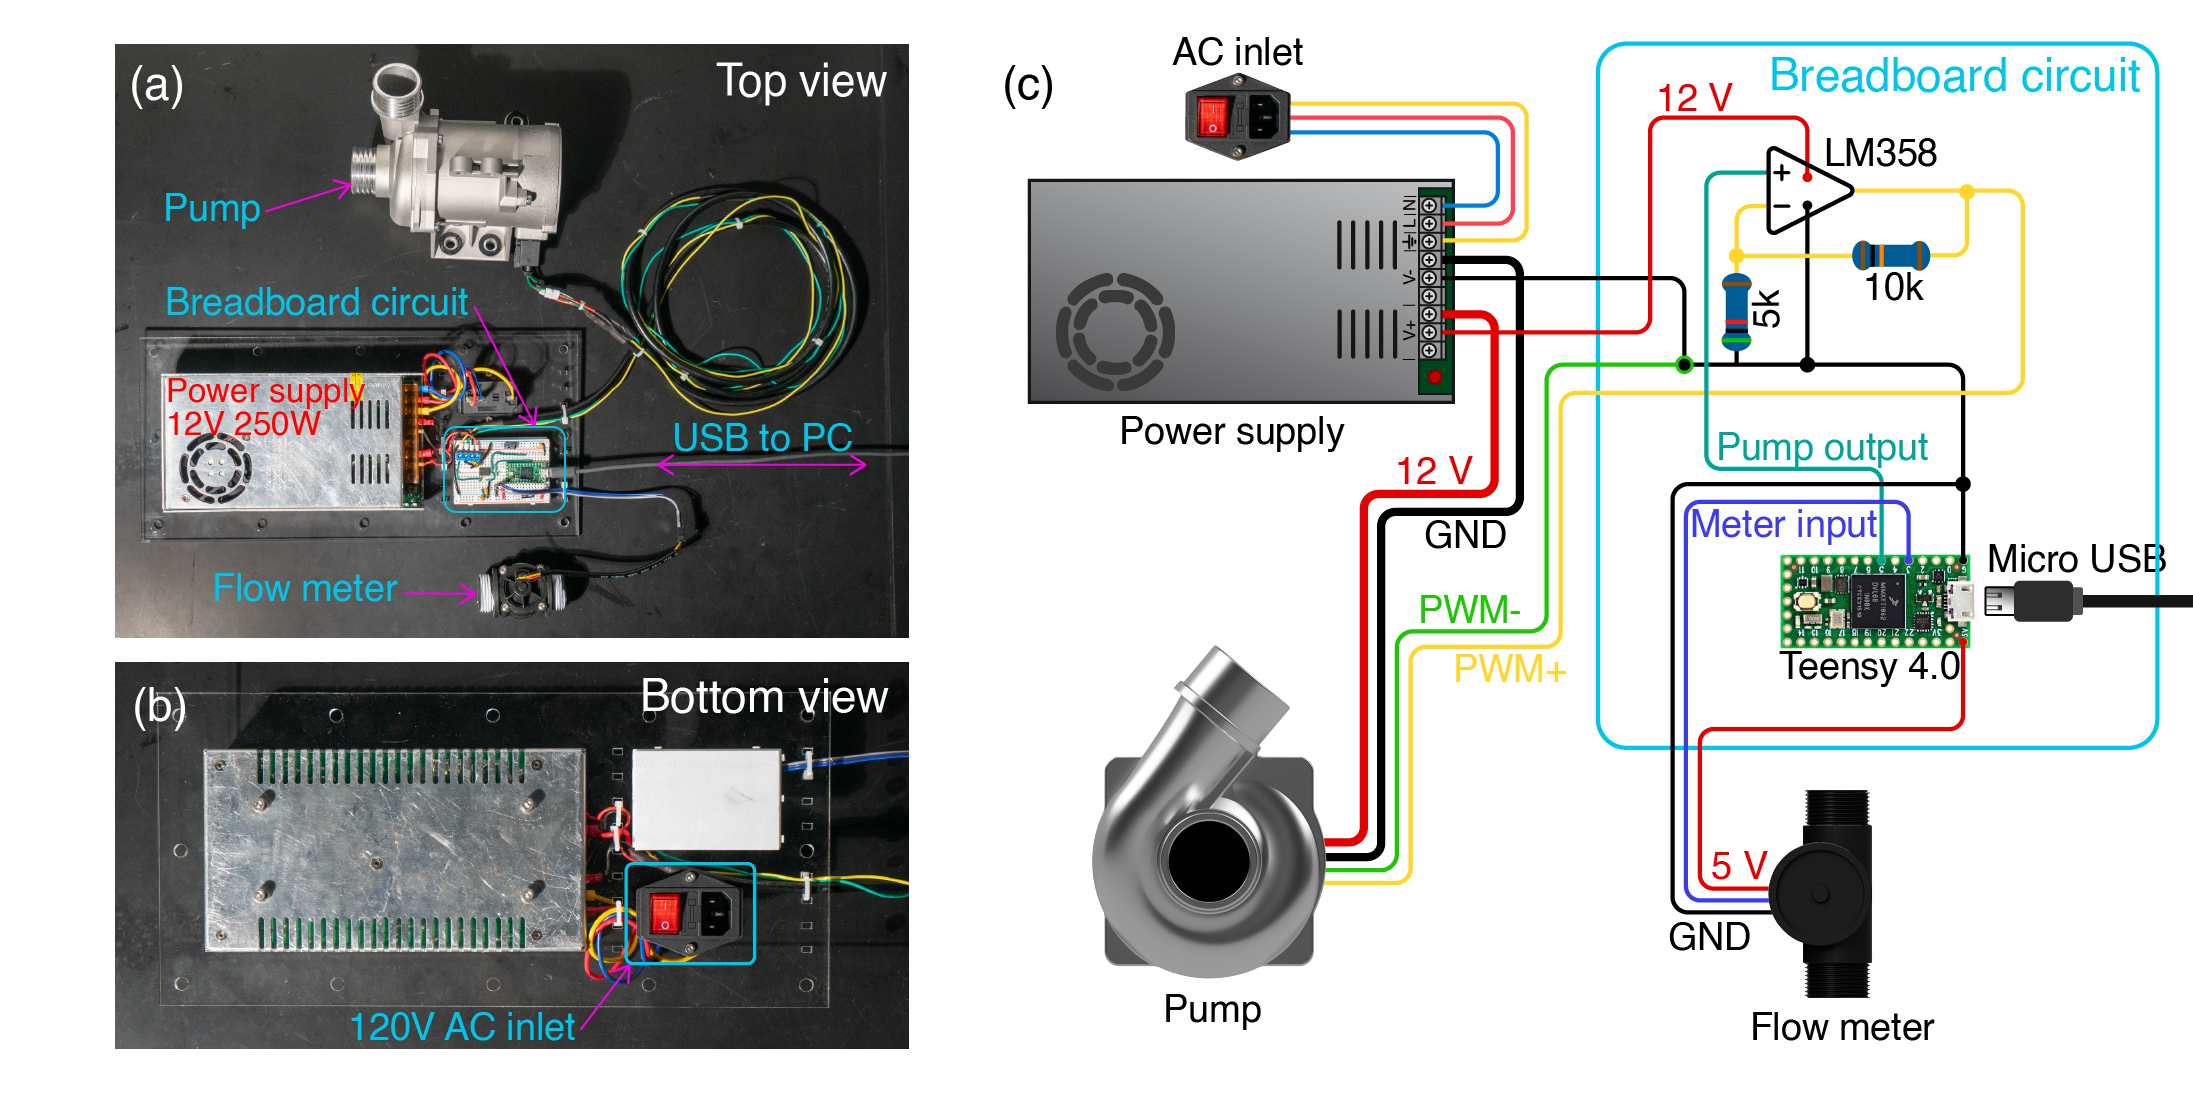 (a)
Top view
Pump
Breadboard circuit
Power supply
12V 250W
USB to PC
Flow meter
(b)
Bottom view
120V AC inlet
(c)
AC inlet
Breadboard circuit
12 V
LM358
+
−
10k
5k
N
L
V-
V+
Power supply
Pump output
12 V
GND
Meter input
Micro USB
PWM-
PWM+
Teensy 4.0
5 V
GND
Pump
Flow meter